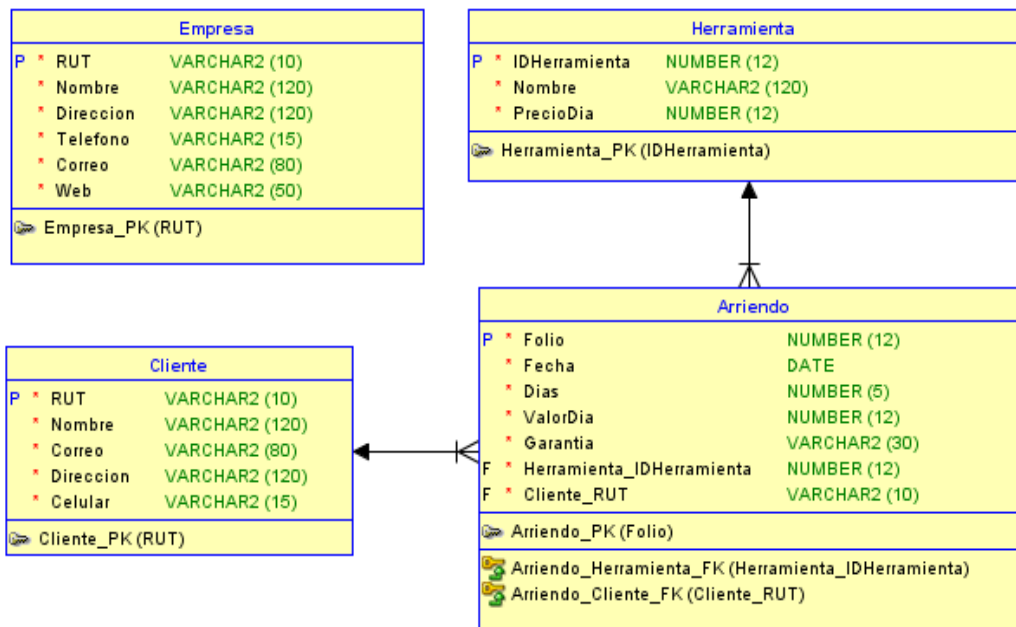 Empresa
P * RUT VARCHAR2 (10)
* Nombre VARCHAR2 (120)
* Direccion VARCHAR2 (120)
* Telefono VARCHAR2 (15)
* Correo VARCHAR2 (80)
* Web VARCHAR2 (50)
Empresa_PK (RUT)
Herramienta
P * IDHerramienta NUMBER (12)
* Nombre VARCHAR2 (120)
* PrecioDia NUMBER (12)
Herramienta_PK (IDHerramienta)
Cliente
P * RUT VARCHAR2 (10)
* Nombre VARCHAR2 (120)
* Correo VARCHAR2 (80)
* Direccion VARCHAR2 (120)
* Celular VARCHAR2 (15)
Cliente_PK (RUT)
Arriendo
P * Folio NUMBER (12)
* Fecha DATE
* Dias NUMBER (5)
* ValorDia NUMBER (12)
* Garantia VARCHAR2 (30)
F * Herramienta_IDHerramienta NUMBER (12)
F * Cliente_RUT VARCHAR2 (10)
Arriendo_PK (Folio)
Arriendo_Herramienta_FK (Herramienta_IDHerramienta)
Arriendo_Cliente_FK (Cliente_RUT)